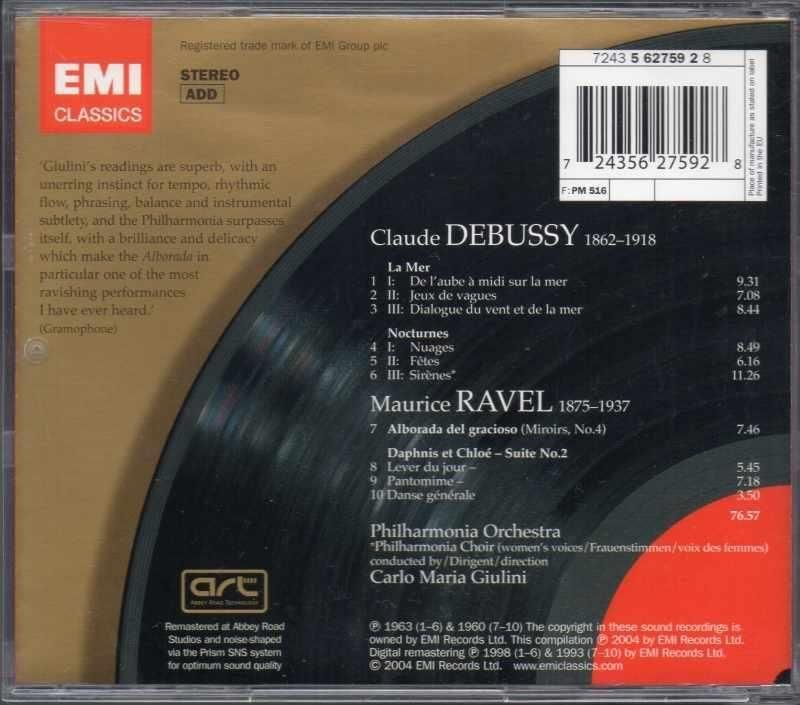 EMI
CLASSICS
Registered trade mark of EMI Group plc
STEREO
ADD
'Giulini's readings are superb, with an
unerring instinct for tempo, rhythmic
flow, phrasing, balance and instrumental
subtlety, and the Philharmonia surpasses
itself, with a brilliance and delicacy
which make the Alborada in
particular one of the most
ravishing performances
I have ever heard.'
(Gramophone)
7243 5 62759 2 8
7 24356 27592 8
F: PM 516
Place of manufacture as stated on label
Printed in the EU
Claude DEBUSSY 1862–1918
La Mer
1 I: De l'aube à midi sur la mer 9.31
2 II: Jeux de vagues 7.08
3 III: Dialogue du vent et de la mer 8.44
Nocturnes
4 I: Nuages 8.49
5 II: Fêtes 6.16
6 III: Sirènes* 11.26
Maurice RAVEL 1875–1937
7 Alborada del gracioso (Miroirs, No.4) 7.46
Daphnis et Chloé – Suite No.2
8 Lever du jour – 5.45
9 Pantomime – 7.18
10 Danse générale 3.50
76.57
Philharmonia Orchestra
*Philharmonia Choir (women's voices/Frauenstimmen/voix des femmes)
conducted by/Dirigent/direction
Carlo Maria Giulini
art
ABBEY ROAD TECHNOLOGY
Remastered at Abbey Road
Studios and noise-shaped
via the Prism SNS system
for optimum sound quality
℗ 1963 (1–6) & 1960 (7–10) The copyright in these sound recordings is
owned by EMI Records Ltd. This compilation ℗ 2004 by EMI Records Ltd.
Digital remastering ℗ 1998 (1–6) & 1993 (7–10) by EMI Records Ltd.
© 2004 EMI Records Ltd. www.emiclassics.com